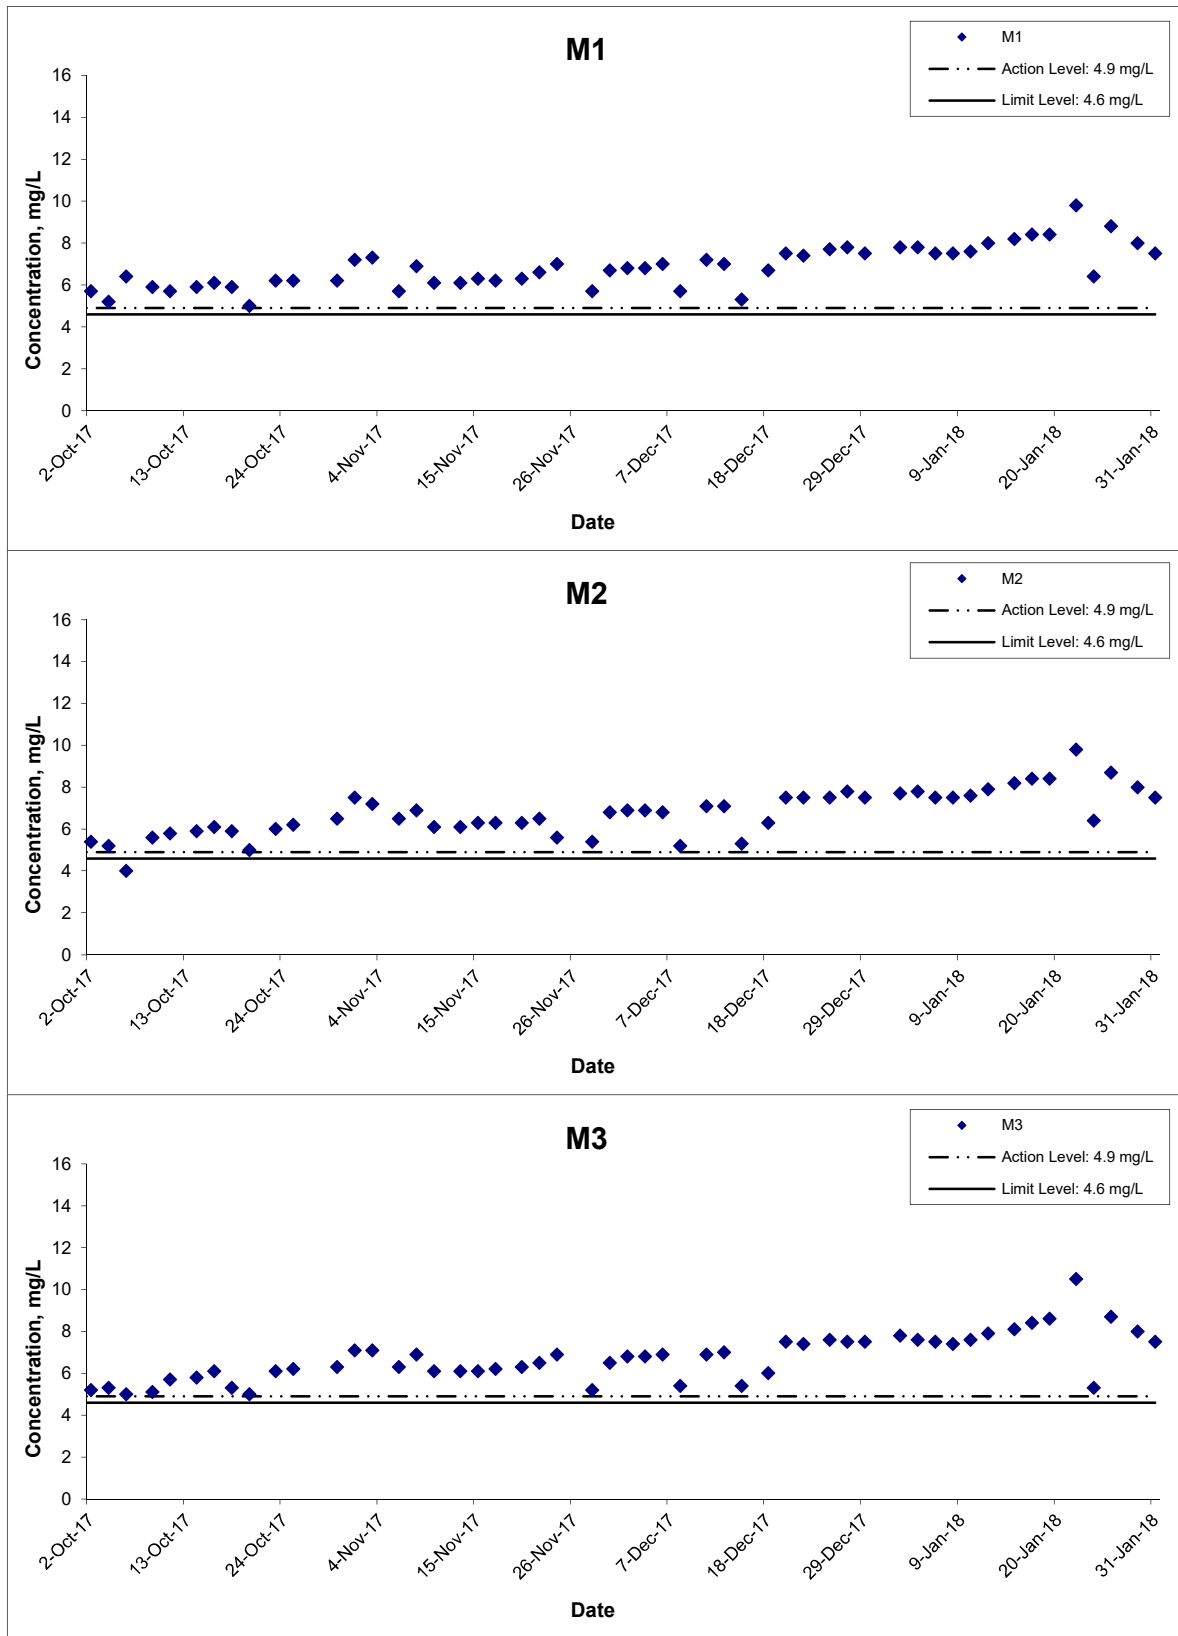 M1
M1
Action Level: 4.9 mg/L
Limit Level: 4.6 mg/L
Concentration, mg/L
16
14
12
10
8
6
4
2
0
2-Oct-17
13-Oct-17
24-Oct-17
4-Nov-17
15-Nov-17
26-Nov-17
7-Dec-17
18-Dec-17
29-Dec-17
9-Jan-18
20-Jan-18
31-Jan-18
Date
M2
M2
Action Level: 4.9 mg/L
Limit Level: 4.6 mg/L
Concentration, mg/L
16
14
12
10
8
6
4
2
0
2-Oct-17
13-Oct-17
24-Oct-17
4-Nov-17
15-Nov-17
26-Nov-17
7-Dec-17
18-Dec-17
29-Dec-17
9-Jan-18
20-Jan-18
31-Jan-18
Date
M3
M3
Action Level: 4.9 mg/L
Limit Level: 4.6 mg/L
Concentration, mg/L
16
14
12
10
8
6
4
2
0
2-Oct-17
13-Oct-17
24-Oct-17
4-Nov-17
15-Nov-17
26-Nov-17
7-Dec-17
18-Dec-17
29-Dec-17
9-Jan-18
20-Jan-18
31-Jan-18
Date